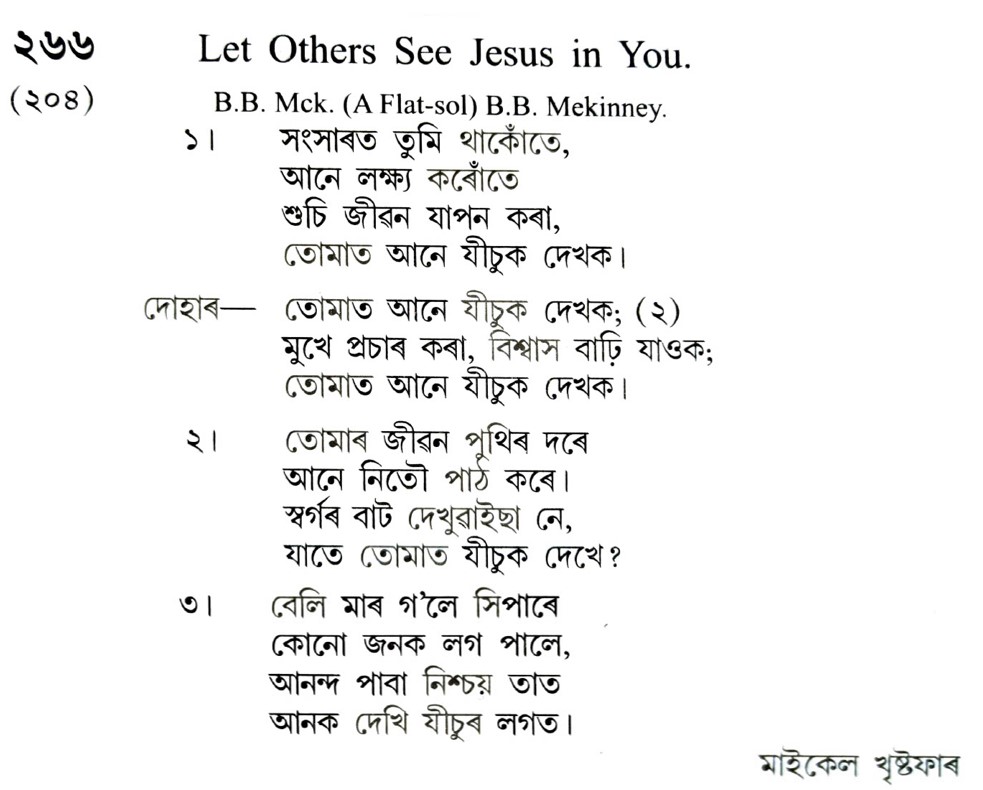 ২৬৬ Let Others See Jesus in You.
(২০৪) B.B. Mck. (A Flat-sol) B.B. Mekinney.
১। সংসাৰত তুমি থাকোঁতে,
আনে লক্ষ্য কৰোঁতে
শুচি জীৱন যাপন কৰা,
তোমাত আনে যীচুক দেখক।
দোহাৰ— তোমাত আনে যীচুক দেখক; (২)
মুখে প্ৰচাৰ কৰা, বিশ্বাস বাঢ়ি যাওক;
তোমাত আনে যীচুক দেখক।
২। তোমাৰ জীৱন পুথিৰ দৰে
আনে নিতৌ পাঠ কৰে।
স্বৰ্গৰ বাট দেখুৱাইছা নে,
যাতে তোমাত যীচুক দেখে?
৩। বেলি মাৰ গ'লে সিপাৰে
কোনো জনক লগ পালে,
আনন্দ পাবা নিশ্চয় তাত
আনক দেখি যীচুৰ লগত।
মাইকেল খৃষ্টফাৰ